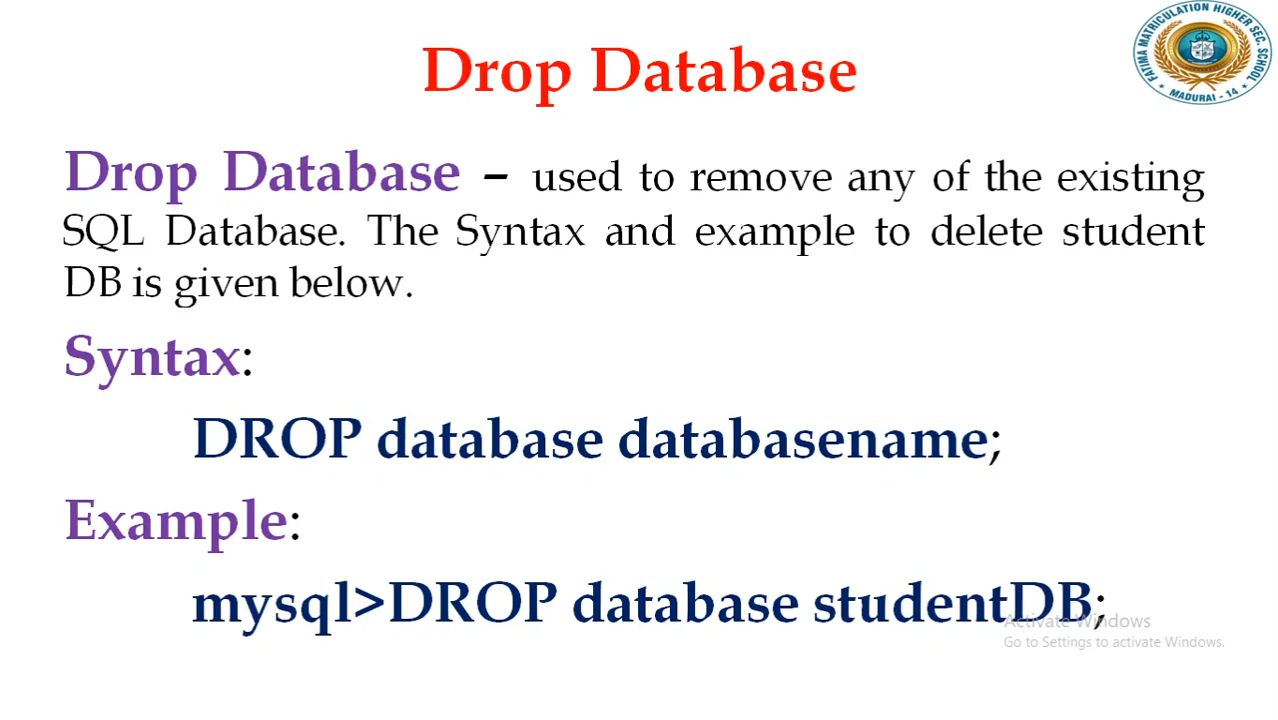 Drop Database
FATIMA MATRICULATION HIGHER SEC. SCHOOL
* MADURAI - 14 *
Drop Database – used to remove any of the existing
SQL Database. The Syntax and example to delete student
DB is given below.
Syntax:
DROP database databasename;
Example:
mysql>DROP database studentDB;
Activate Windows
Go to Settings to activate Windows.